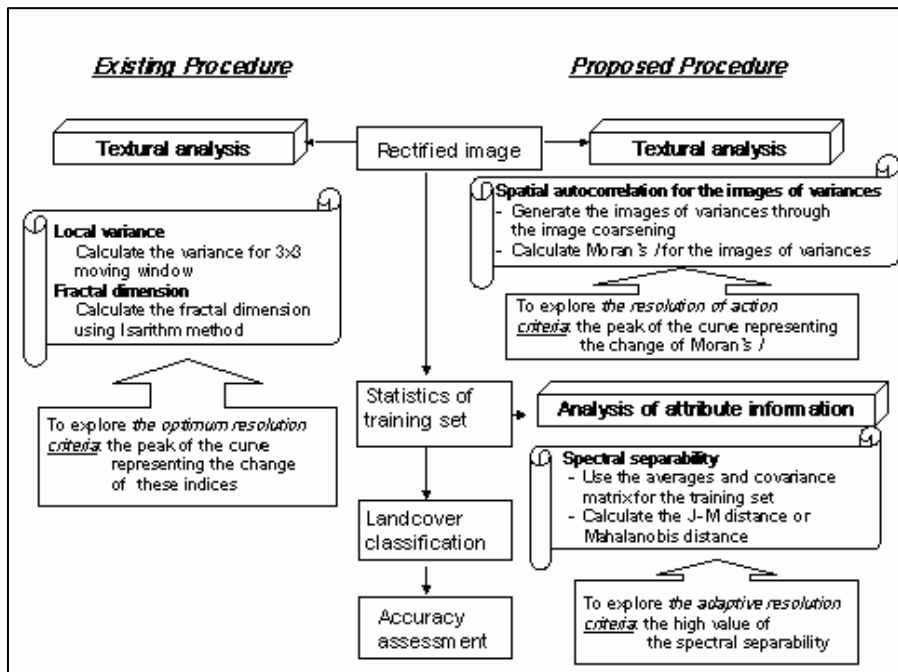 Existing Procedure
Proposed Procedure
Textural analysis
Rectified image
Textural analysis
Local variance
Calculate the variance for 3x3
moving window
Fractal dimension
Calculate the fractal dimension
using Isarithm method
To explore the optimum resolution
criteria: the peak of the curve
representing the change
of these indices
Spatial autocorrelation for the images of variances
- Generate the images of variances through
the image coarsening
- Calculate Moran's I for the images of variances
To explore the resolution of action
criteria: the peak of the curve representing
the change of Moran's I
Statistics of
training set
Analysis of attribute information
Spectral separability
- Use the averages and covariance
matrix for the training set
- Calculate the J-M distance or
Mahalanobis distance
Landcover
classification
To explore the adaptive resolution
criteria: the high value of
the spectral separability
Accuracy
assessment